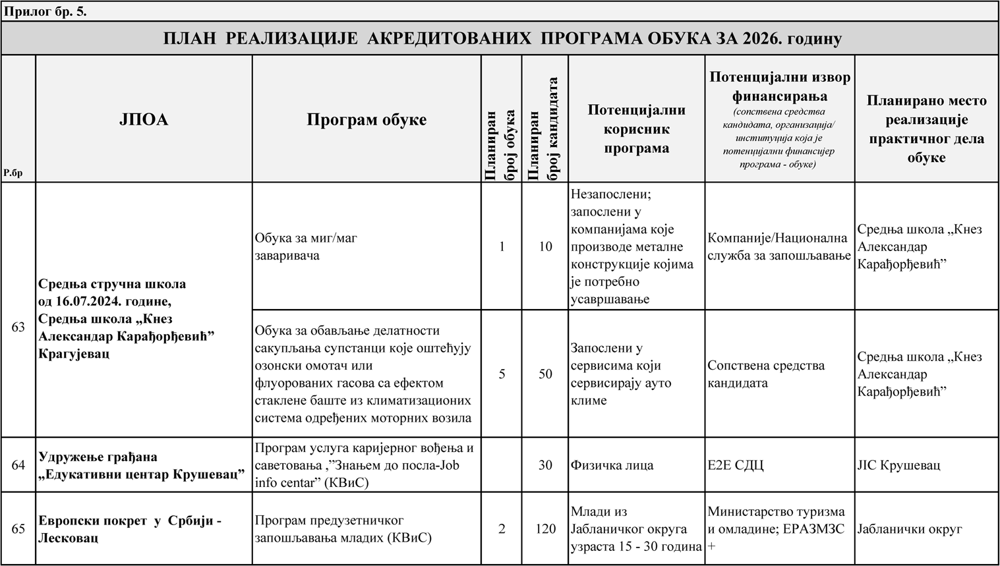 Прилог бр. 5.
ПЛАН РЕАЛИЗАЦИЈЕ АКРЕДИТОВАНИХ ПРОГРАМА ОБУКА ЗА 2026. годину
Р.бр
ЈПОА
Програм обуке
Планиран
број обука
Планиран
број кандидата
Потенцијални
корисник
програма
Потенцијални извор
финансирања
(сопствена средства
кандидата, организација/
институција која је
потенцијални финансијер
програма - обуке)
Планирано место
реализације
практичног дела
обуке
63
Средња стручна школа
од 16.07.2024. године,
Средња школа „Кнез
Александар Карађорђевић”
Крагујевац
Обука за миг/маг
заваривача
1
10
Незапослени;
запослени у
компанијама које
производе металне
конструкције којима
је потребно
усавршавање
Компаније/Национална
служба за запошљавање
Средња школа „Кнез
Александар
Карађорђевић”
Обука за обављање делатности
сакупљања супстанци које оштећују
озонски омотач или
флуорованих гасова са ефектом
стаклене баште из климатизационих
система одређених моторних возила
5
50
Запослени у
сервисима који
сервисирају ауто
климе
Сопствена средства
кандидата
Средња школа „Кнез
Александар
Карађорђевић”
64
Удружење грађана
„Едукативни центар Крушевац”
Програм услуга каријерног вођења и
саветовања ,”Знањем до посла-Job
info centar” (КВиС)
30
Физичка лица
Е2Е СДЦ
ЈІС Крушевац
65
Европски покрет у Србији -
Лесковац
Програм предузетничког
запошљавања младих (КВиС)
2
120
Млади из
Јабланичког округа
узраста 15 - 30 година
Министарство туризма
и омладине; ЕРАЗМЗС
+
Јабланички округ